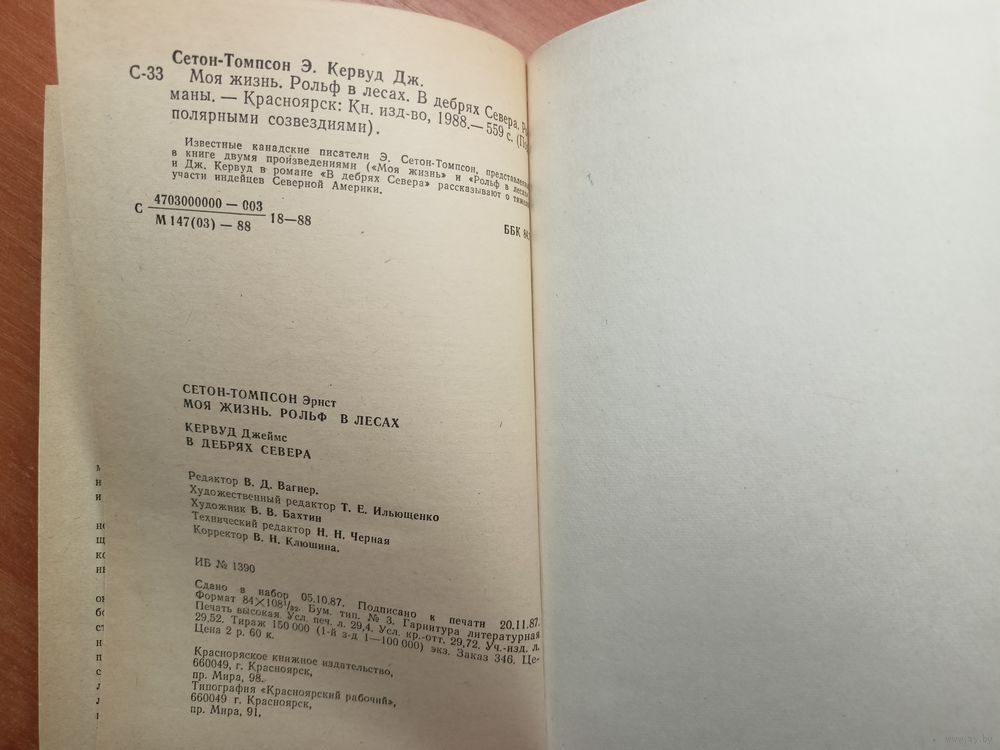 Сетон-Томпсон Э. Кервуд Дж.
С-33 Моя жизнь. Рольф в лесах. В дебрях Севера.
маны. — Красноярск: Кн. изд-во, 1988.— 559 с.
полярными созвездиями).
Известные канадские писатели Э. Сетон-Томпсон,
в книге двумя произведениями («Моя жизнь» и «Рольф в
и Дж. Кервуд в романе «В дебрях Севера» рассказывают о
участи индейцев Северной Америки.
С 4703000000 — 003
М 147(03) — 88
18—88
ББК
СЕТОН-ТОМПСОН Эрнст
МОЯ ЖИЗНЬ. РОЛЬФ В ЛЕСАХ
КЕРВУД Джеймс
В ДЕБРЯХ СЕВЕРА
Редактор В. Д. Вагнер.
Художественный редактор Т. Е. Ильющенко
Художник В. В. Бахтин
Технический редактор Н. Н. Черная
Корректор В. Н. Клюшина.
ИБ № 1390
Сдано в набор 05.10.87. Подписано к печати 20.11.87.
Формат 84×108¹/₃₂. Бум. тип. № 3. Гарнитура литературная
Печать высокая. Усл. печ. л. 29,4. Усл. кр.-отт. 29,72. Уч.-изд. л.
29,52. Тираж 150 000 (1-й з-д 1—100 000) экз. Заказ 346. Це-
Цена 2 р. 60 к.
Красноряское книжное издательство,
660049, г. Красноярск,
пр. Мира, 98.
Типография «Красноярский рабочий»,
660049 г. Красноярск,
пр. Мира, 91.
www.ay.by